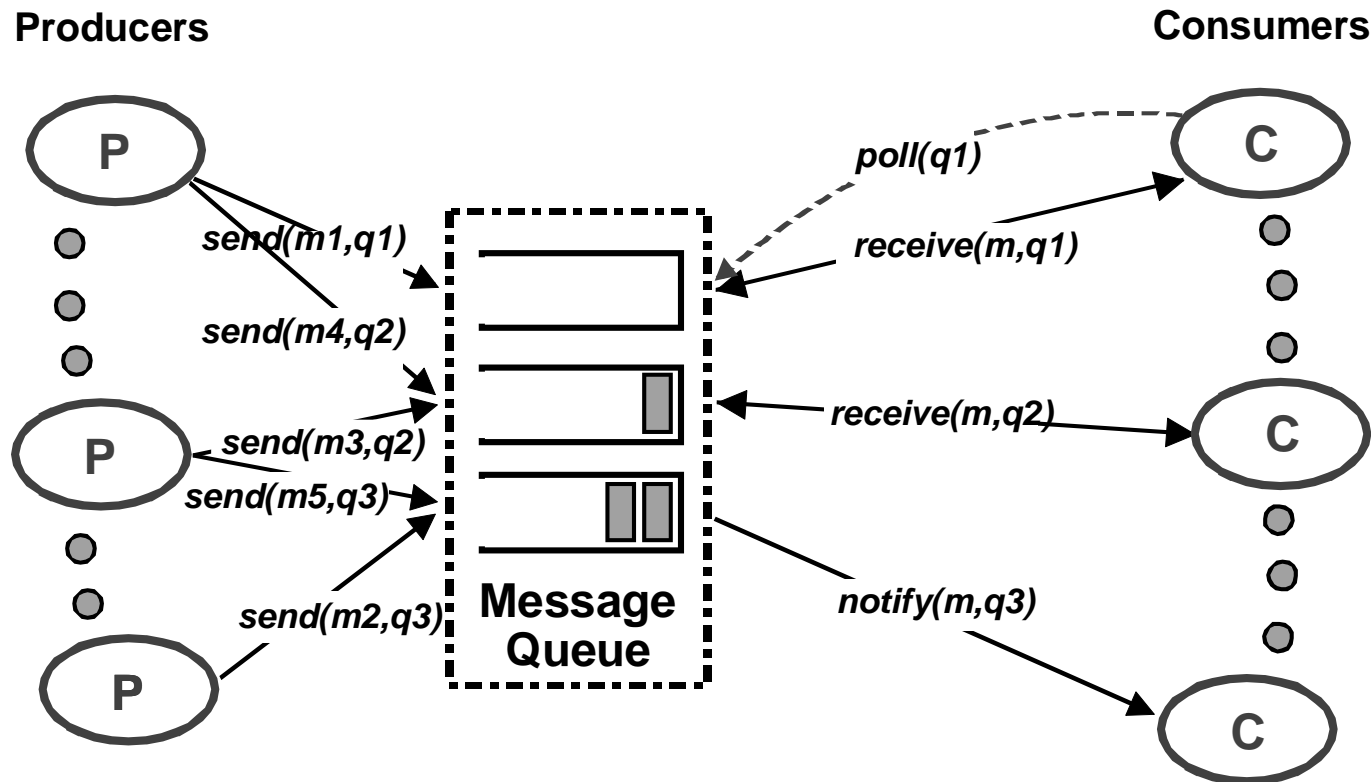 Producers
Consumers
P
C
poll(q1)
send(m1,q1)
receive(m,q1)
send(m4,q2)
receive(m,q2)
send(m3,q2)
P
C
send(m5,q3)
Message
Queue
notify(m,q3)
send(m2,q3)
P
C